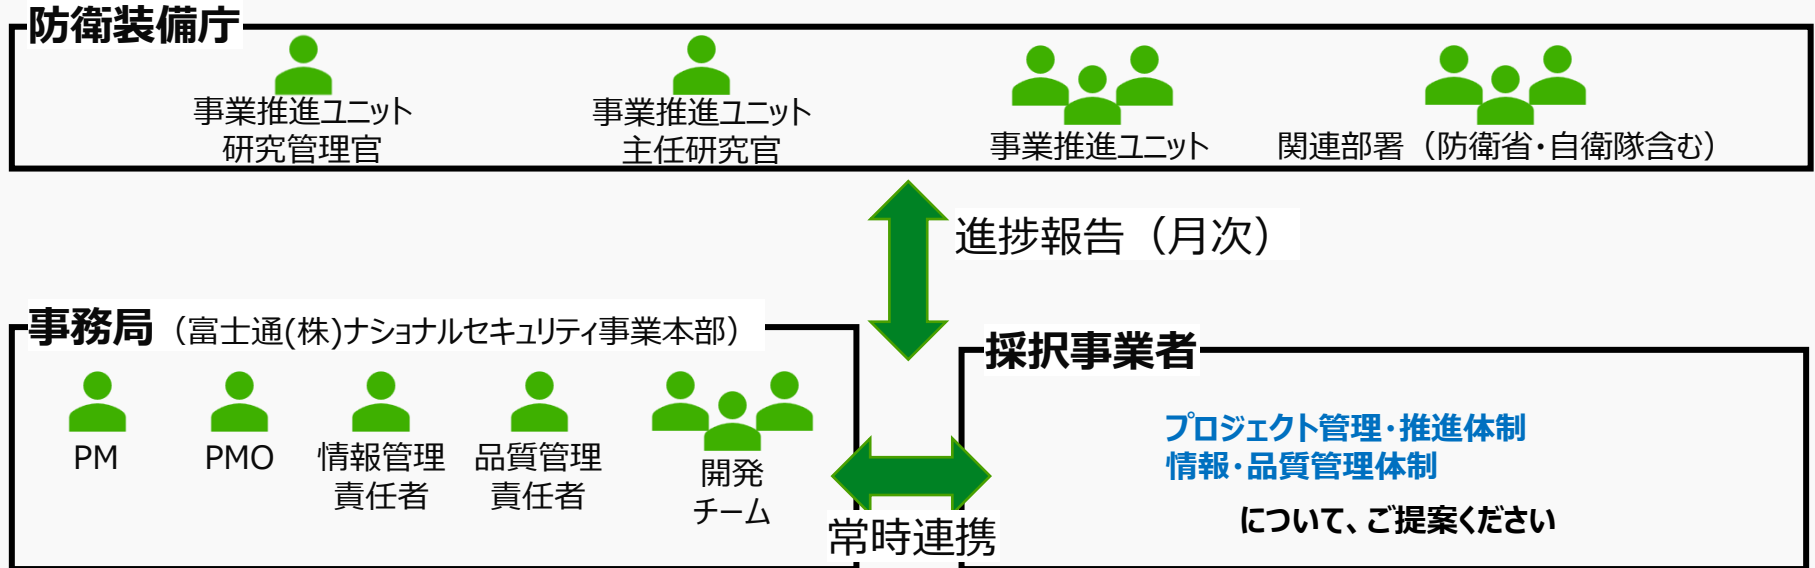 防衛装備庁
事業推進ユニット
研究管理官
事業推進ユニット
主任研究官
事業推進ユニット
関連部署（防衛省・自衛隊含む）
進捗報告（月次）
事務局（富士通(株)ナショナルセキュリティ事業本部）
PM
PMO
情報管理
責任者
品質管理
責任者
開発
チーム
常時連携
採択事業者
プロジェクト管理・推進体制
情報・品質管理体制
について、ご提案ください